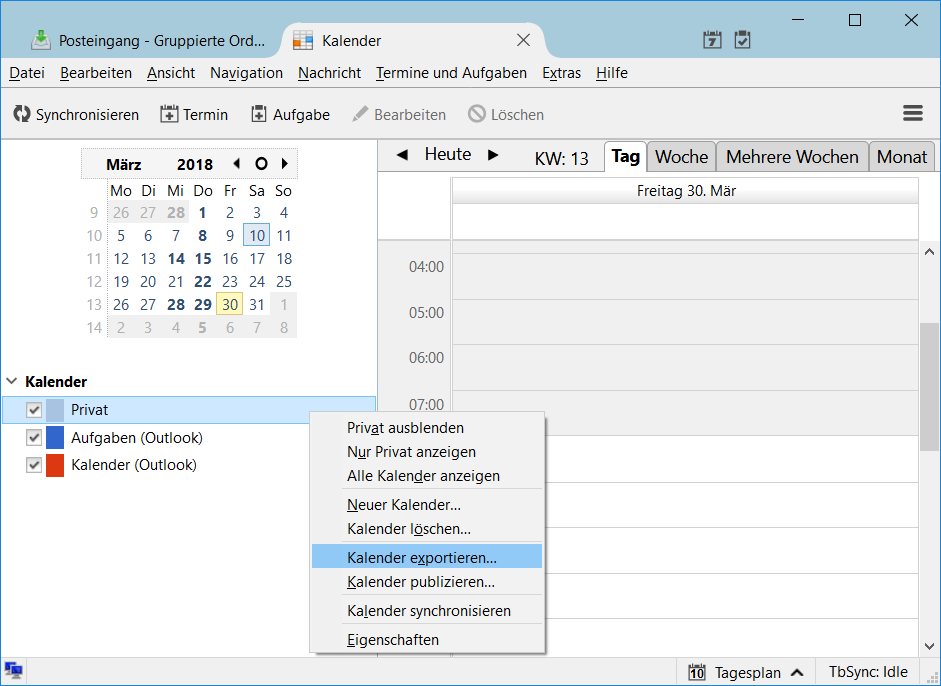 Posteingang - Gruppierte Ord... Kalender 7
Datei Bearbeiten Ansicht Navigation Nachricht Termine und Aufgaben Extras Hilfe
Synchronisieren Termin Aufgabe Bearbeiten Löschen
März 2018
Mo Di Mi Do Fr Sa So
9 26 27 28 1 2 3 4
10 5 6 7 8 9 10 11
11 12 13 14 15 16 17 18
12 19 20 21 22 23 24 25
13 26 27 28 29 30 31 1
14 2 3 4 5 6 7 8
Kalender
Privat
Aufgaben (Outlook)
Kalender (Outlook)
Heute KW: 13 Tag Woche Mehrere Wochen Monat
Freitag 30. Mär
04:00
05:00
06:00
07:00
Privat ausblenden
Nur Privat anzeigen
Alle Kalender anzeigen
Neuer Kalender...
Kalender löschen...
Kalender exportieren...
Kalender publizieren...
Kalender synchronisieren
Eigenschaften
10 Tagesplan TbSync: Idle